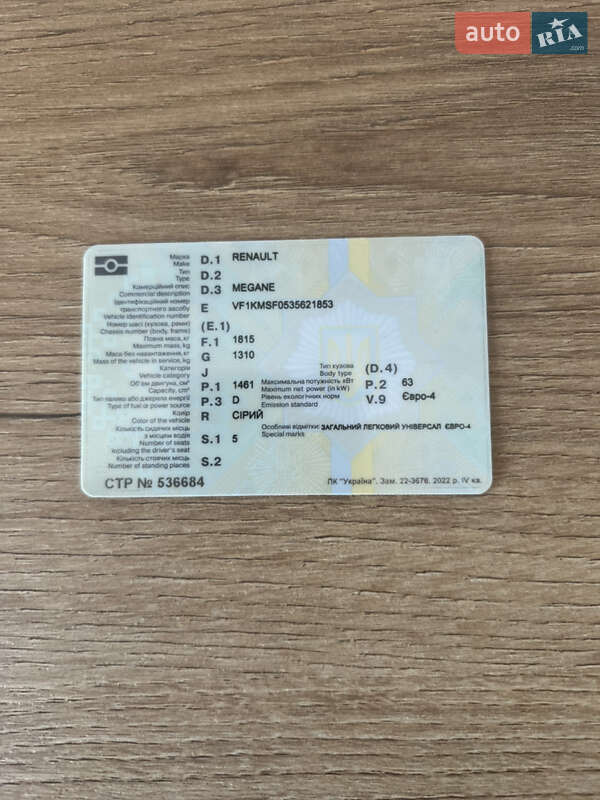 auto RIA .com
Марка D.1 RENAULT
Make
Тип D.2
Type
Комерційний опис D.3 MEGANE
Commercial description
Ідентифікаційний номер
транспортного засобу E VF1KMSF0535621853
Vehicle identification number
Номер шасі (кузова, рами) (E.1)
Chassis number (body, frame)
Повна маса, кг F.1 1815
Maximum mass, kg
Маса без навантаження, кг G 1310
Mass of the vehicle in service, kg
Категорія J Тип кузова (D.4)
Vehicle category Body type
Об'єм двигуна, см³ P.1 1461 Максимальна потужність кВт P.2 63
Capacity, cm³ Maximum net power (in kW)
Тип палива або джерела енергії P.3 D Рівень екологічних норм V.9 Євро-4
Type of fuel or power source Emission standard
Колір R СІРИЙ
Color of the vehicle
Кількість сидячих S.1 5 Особливі відмітки: ЗАГАЛЬНИЙ ЛЕГКОВИЙ УНІВЕРСАЛ ЄВРО-4
з місцем водія Special marks
Number of seats
including the driver's seat
Кількість стоячих місць S.2
Number of standing places
СТР № 536684 ПК "Україна". Зам. 22-3676. 2022 р. IV кв.